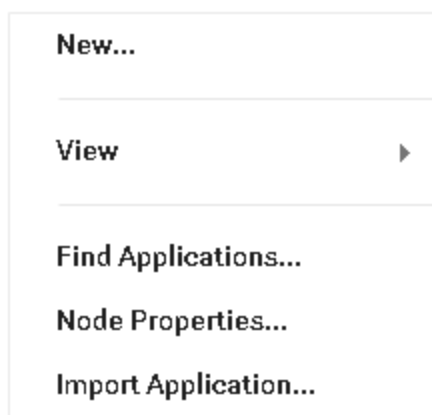 New...
View
Find Applications...
Node Properties...
Import Application...